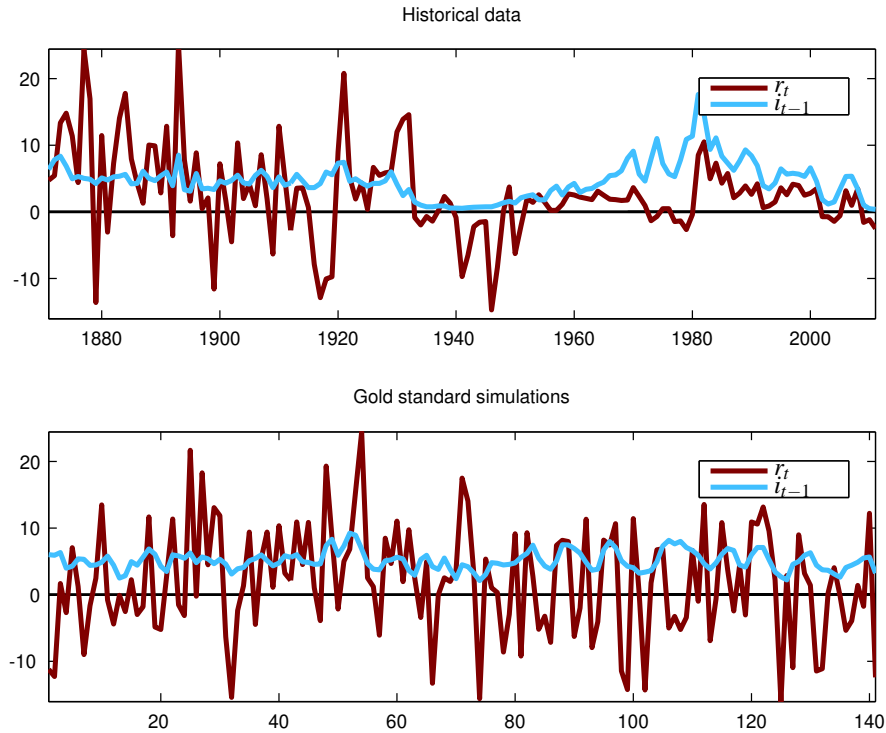 Historical data
20
10
0
-10
r_t
i_{t−1}
1880 1900 1920 1940 1960 1980 2000
Gold standard simulations
20
10
0
-10
r_t
i_{t−1}
20 40 60 80 100 120 140